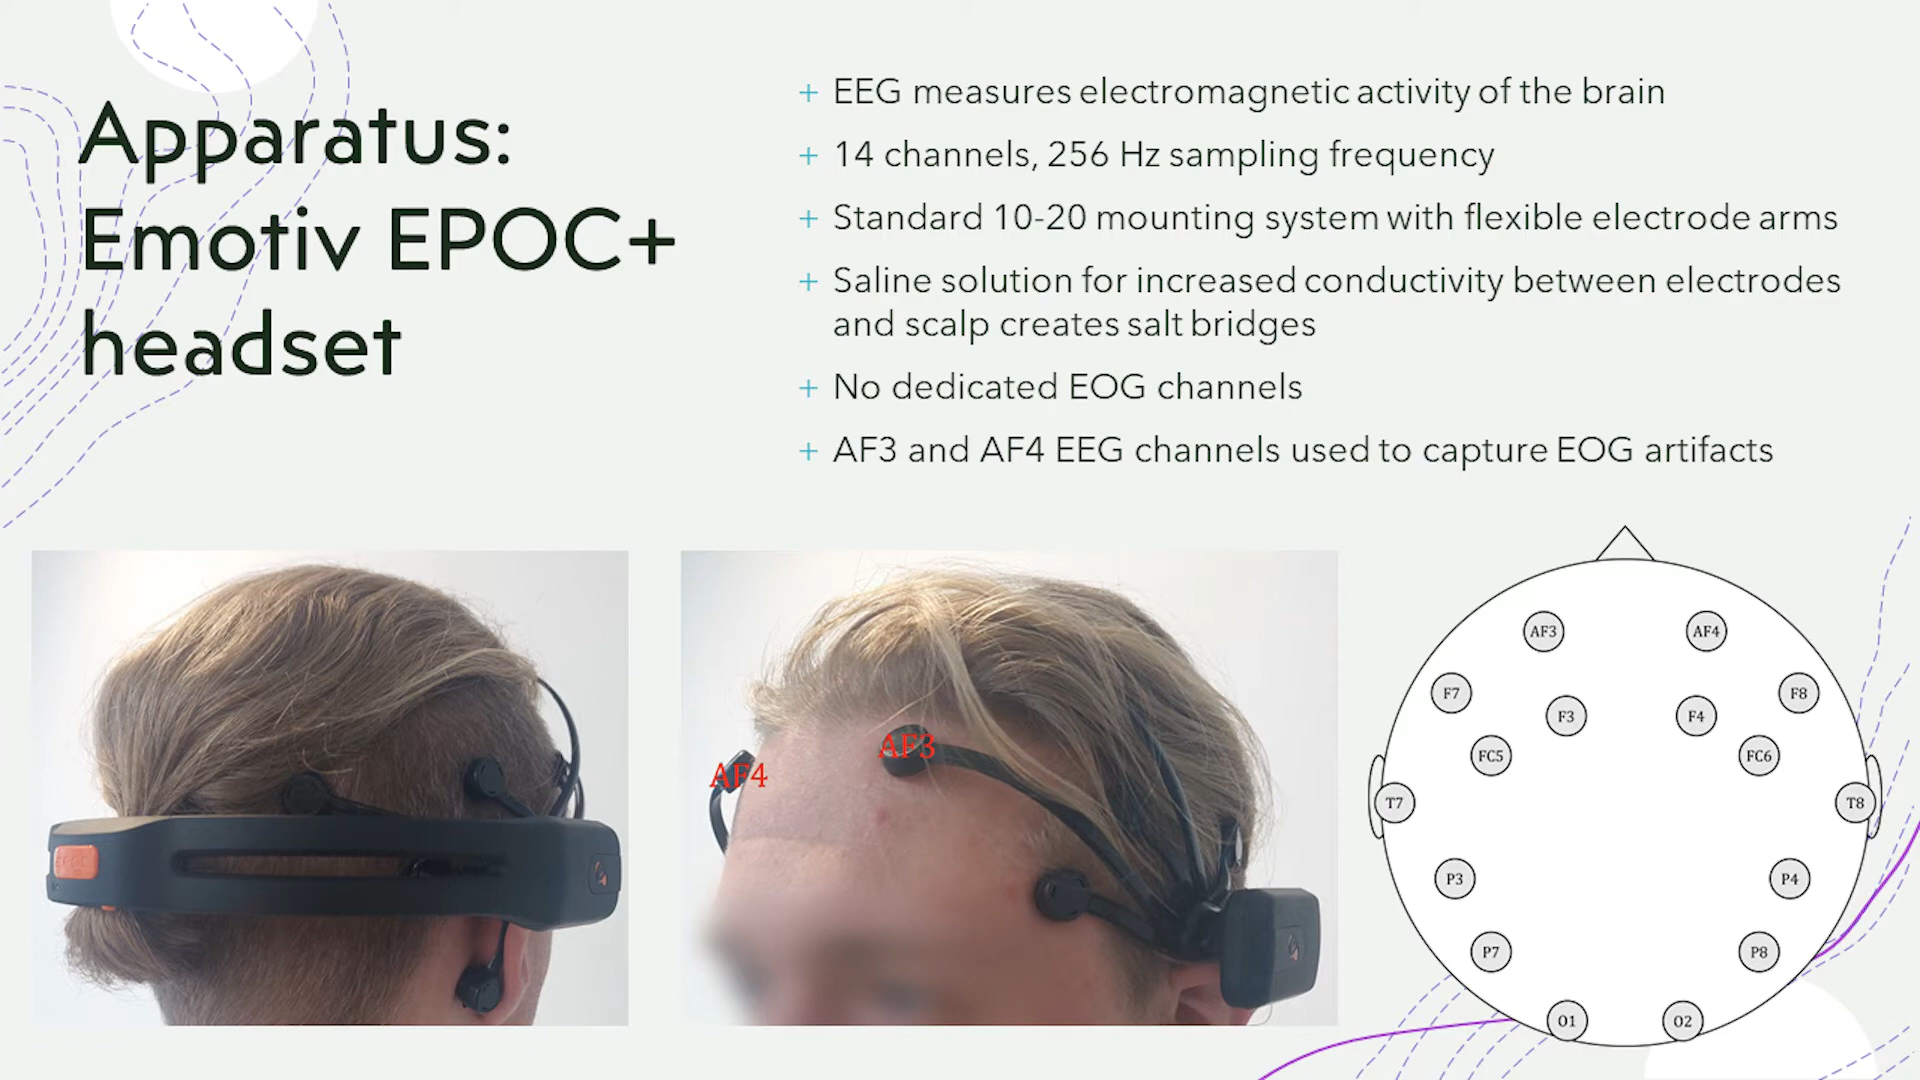 Apparatus:
Emotiv EPOC+
headset
+ EEG measures electromagnetic activity of the brain
+ 14 channels, 256 Hz sampling frequency
+ Standard 10-20 mounting system with flexible electrode arms
+ Saline solution for increased conductivity between electrodes
and scalp creates salt bridges
+ No dedicated EOG channels
+ AF3 and AF4 EEG channels used to capture EOG artifacts
AF3
AF4
AF3 AF4
F7 F8
F3 F4
FC5 FC6
T7 T8
P3 P4
P7 P8
O1 O2